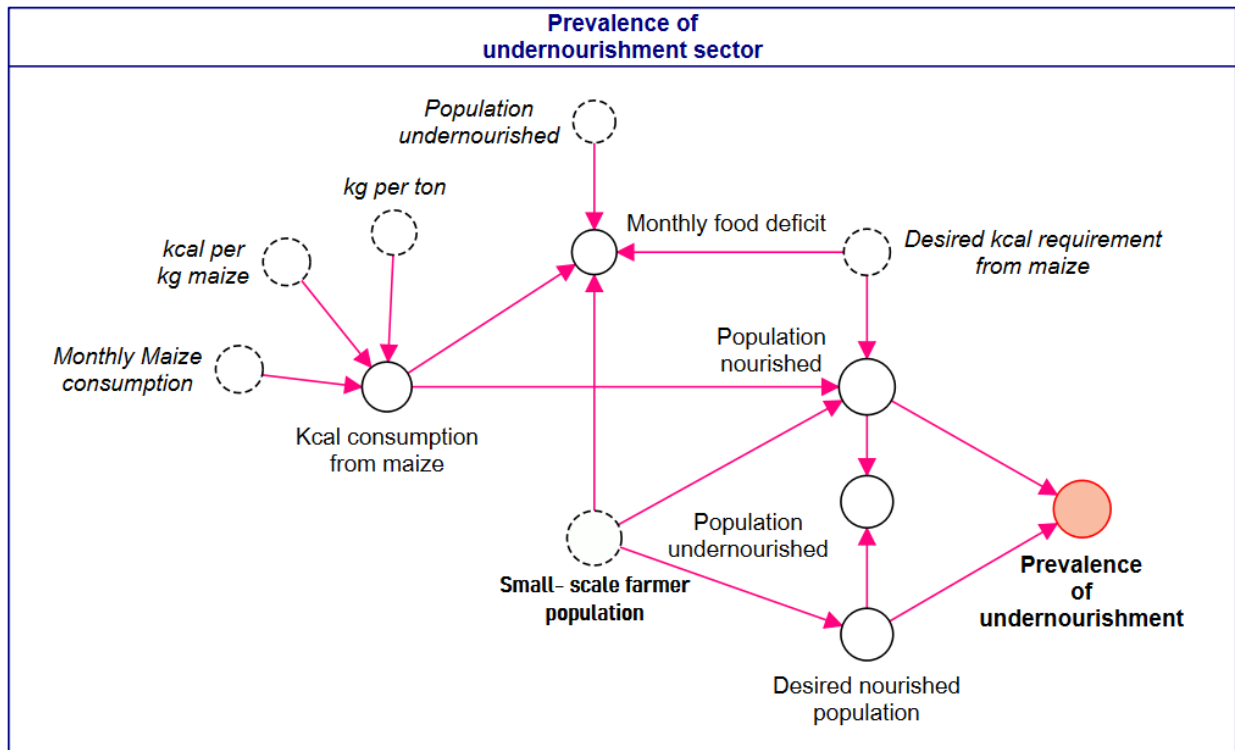 Prevalence of
undernourishment sector
Population
undernourished
kg per ton
kcal per
kg maize
Monthly food deficit
Desired kcal requirement
from maize
Monthly Maize
consumption
Population
nourished
Kcal consumption
from maize
Population
undernourished
Small- scale farmer
population
Prevalence
of
undernourishment
Desired nourished
population